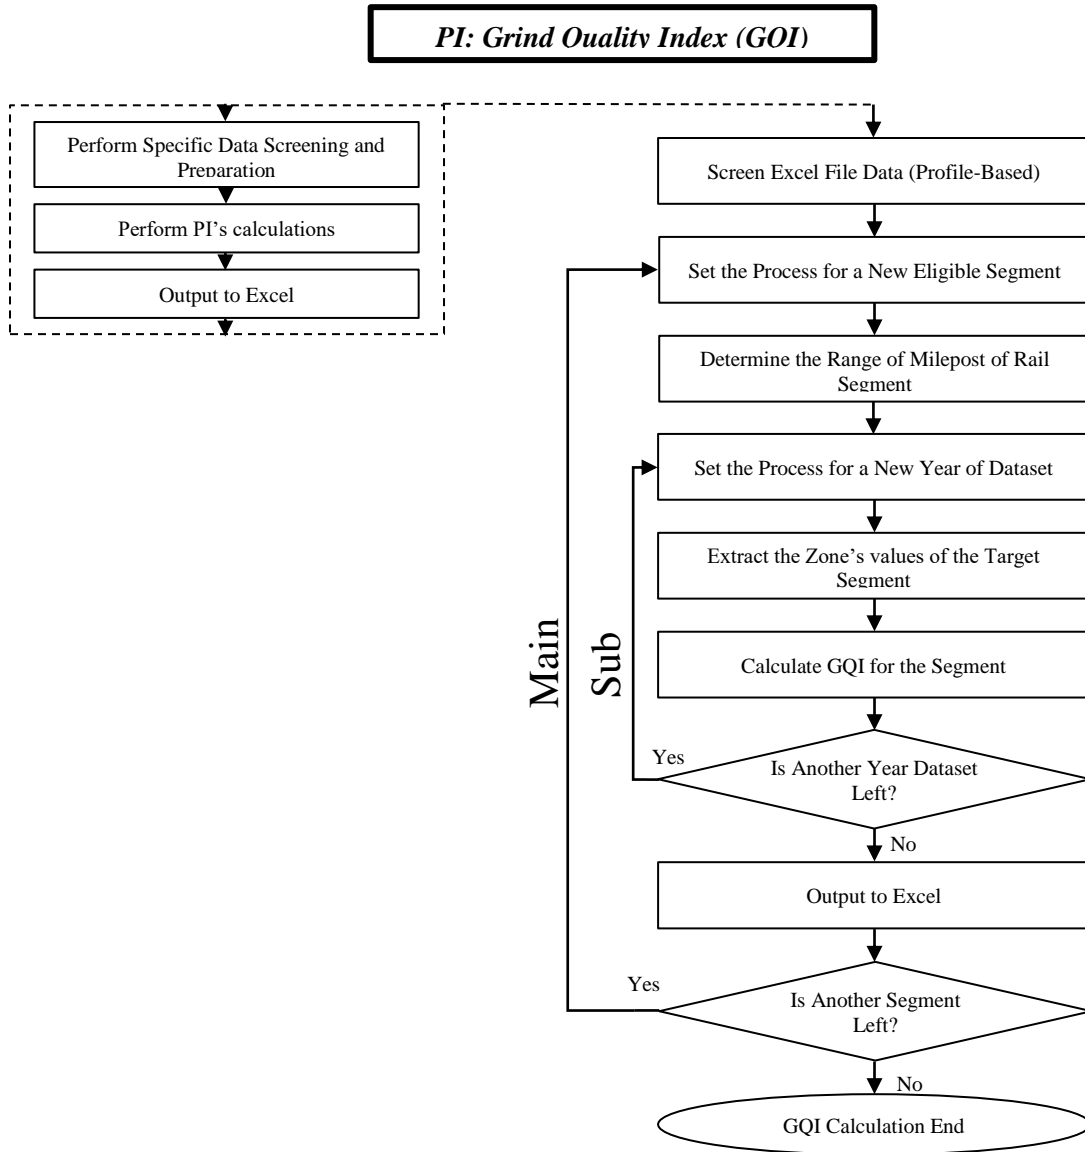 PI: Grind Quality Index (GQI)
Perform Specific Data Screening and
Preparation
Perform PI's calculations
Output to Excel
Screen Excel File Data (Profile-Based)
Set the Process for a New Eligible Segment
Determine the Range of Milepost of Rail
Segment
Set the Process for a New Year of Dataset
Extract the Zone's values of the Target
Segment
Calculate GQI for the Segment
Main
Sub
Yes
Is Another Year Dataset
Left?
No
Output to Excel
Yes
Is Another Segment
Left?
No
GQI Calculation End